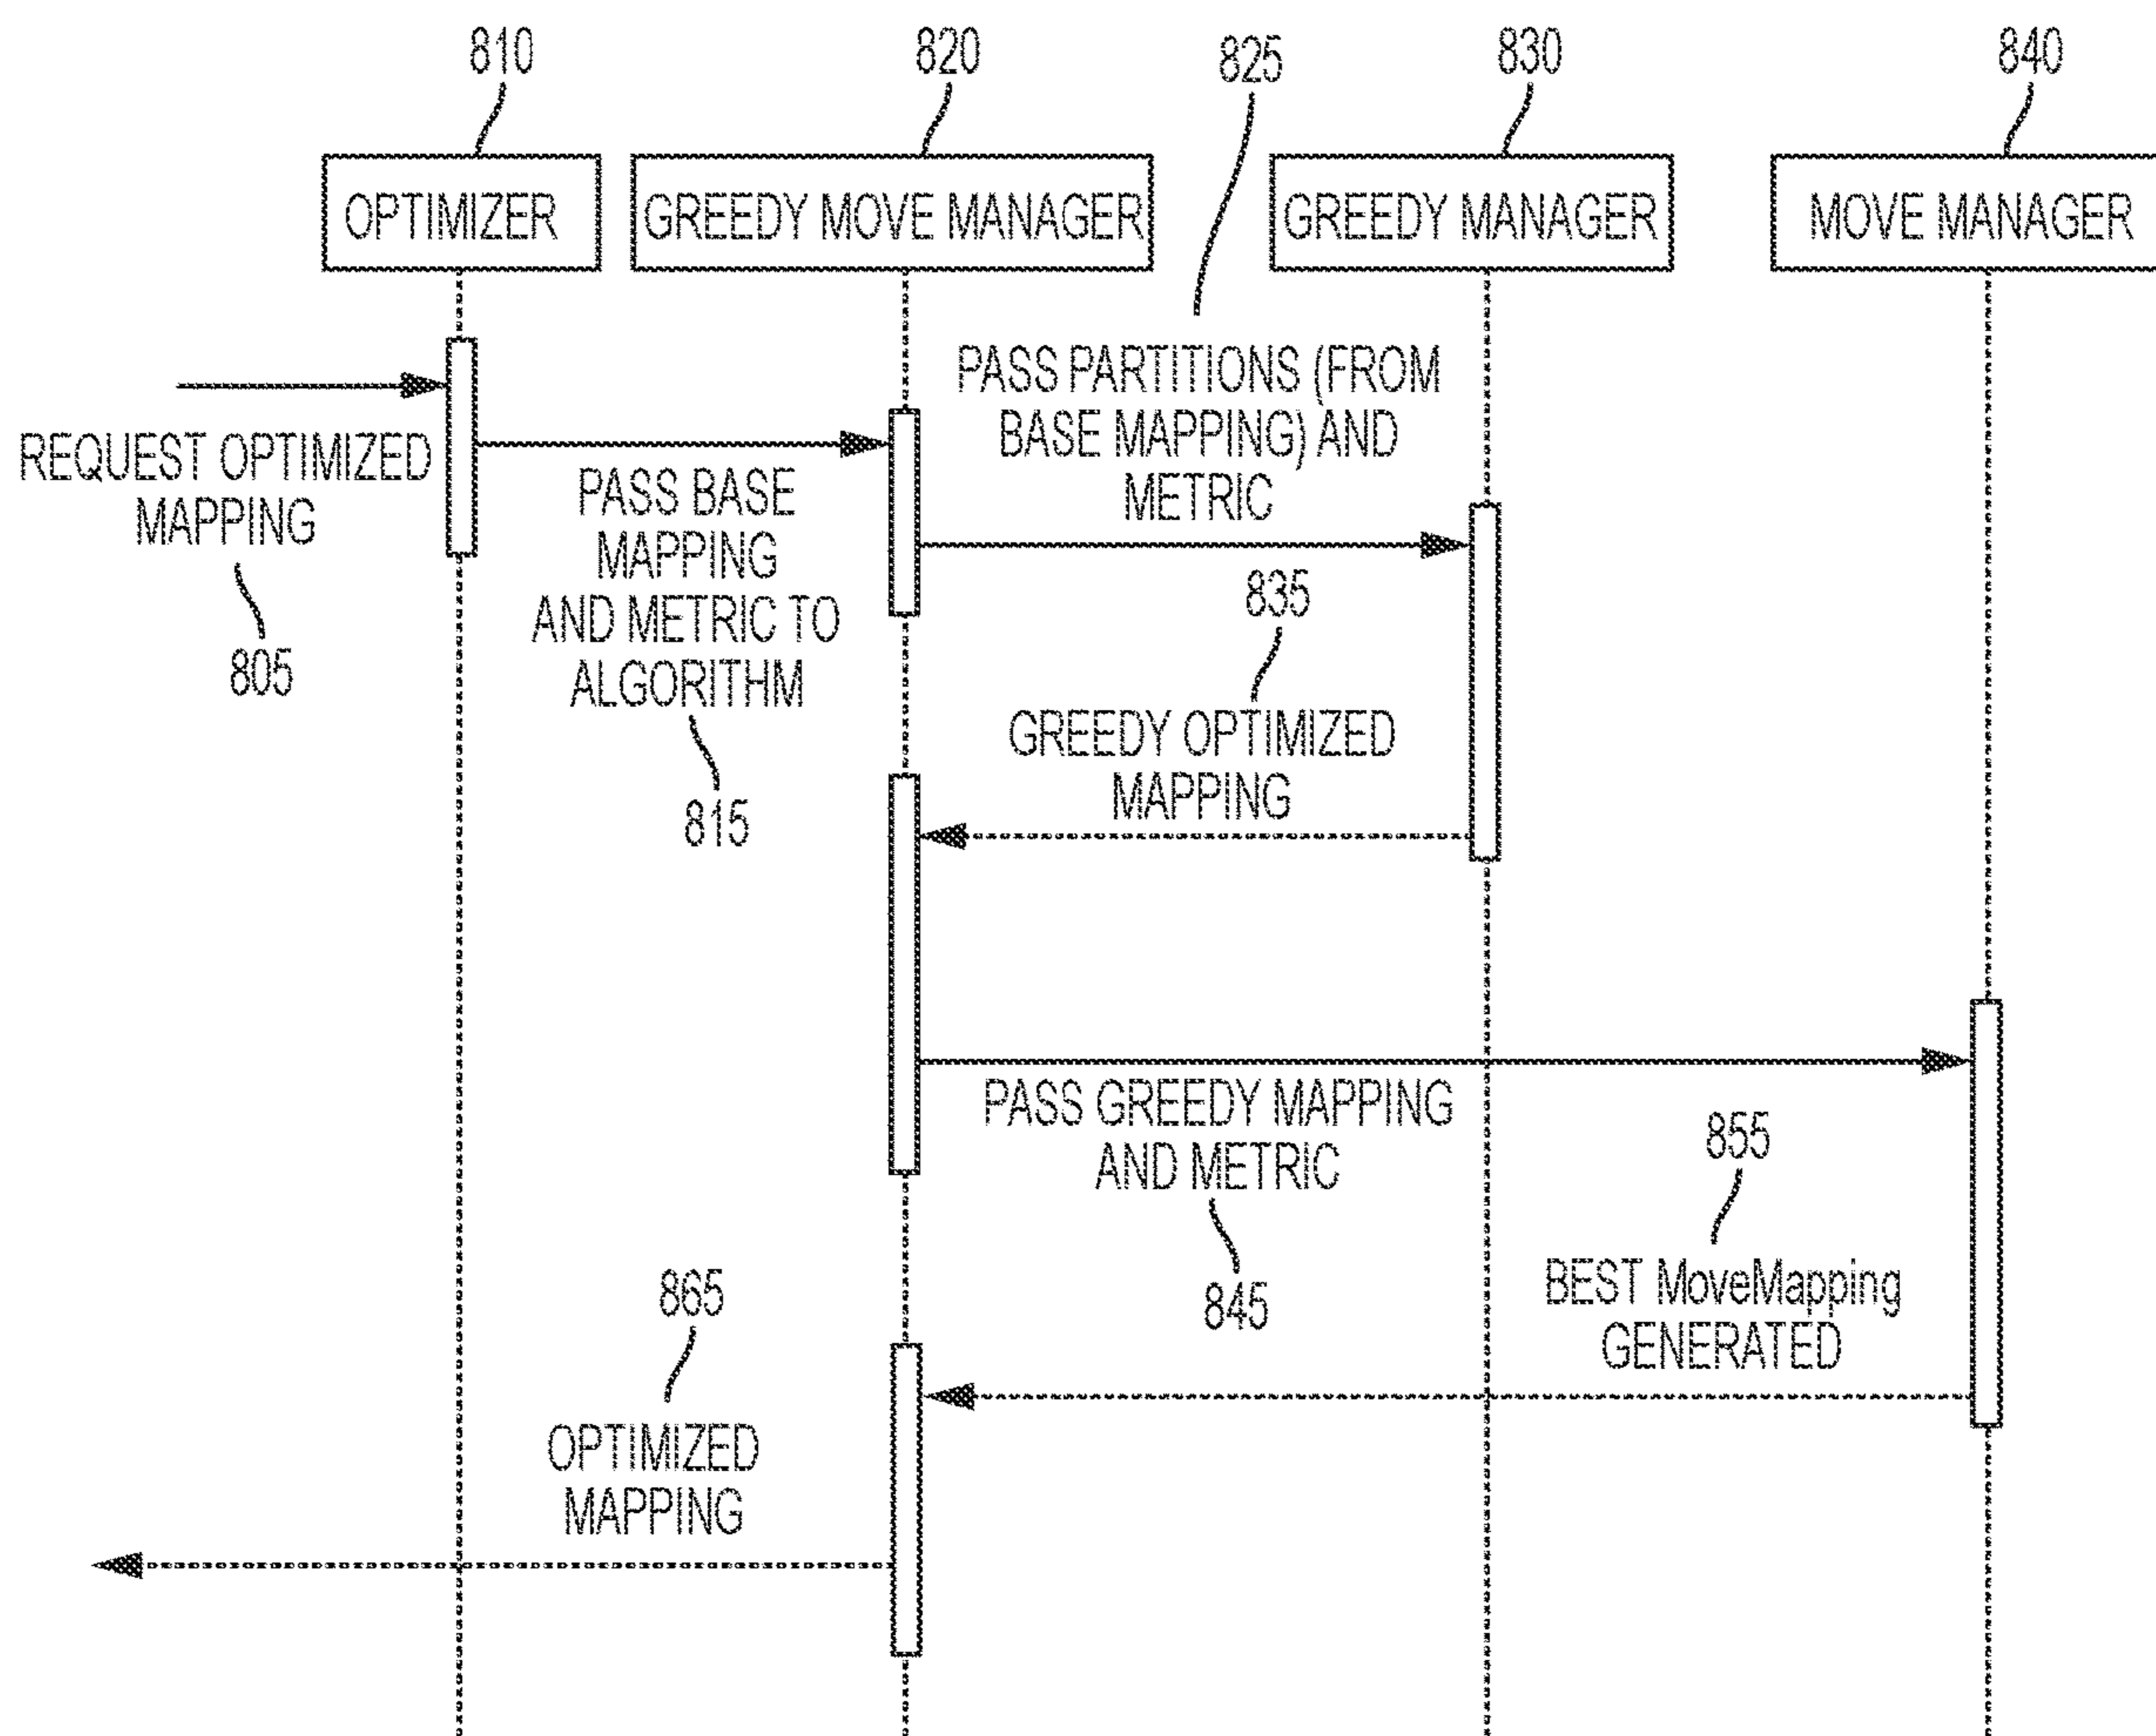 810
820
825
830
840
OPTIMIZER
GREEDY MOVE MANAGER
GREEDY MANAGER
MOVE MANAGER
REQUEST OPTIMIZED
MAPPING
805
PASS BASE
MAPPING
AND METRIC TO
ALGORITHM
815
PASS PARTITIONS (FROM
BASE MAPPING) AND
METRIC
835
GREEDY OPTIMIZED
MAPPING
PASS GREEDY MAPPING
AND METRIC
845
855
BEST MoveMapping
GENERATED
865
OPTIMIZED
MAPPING